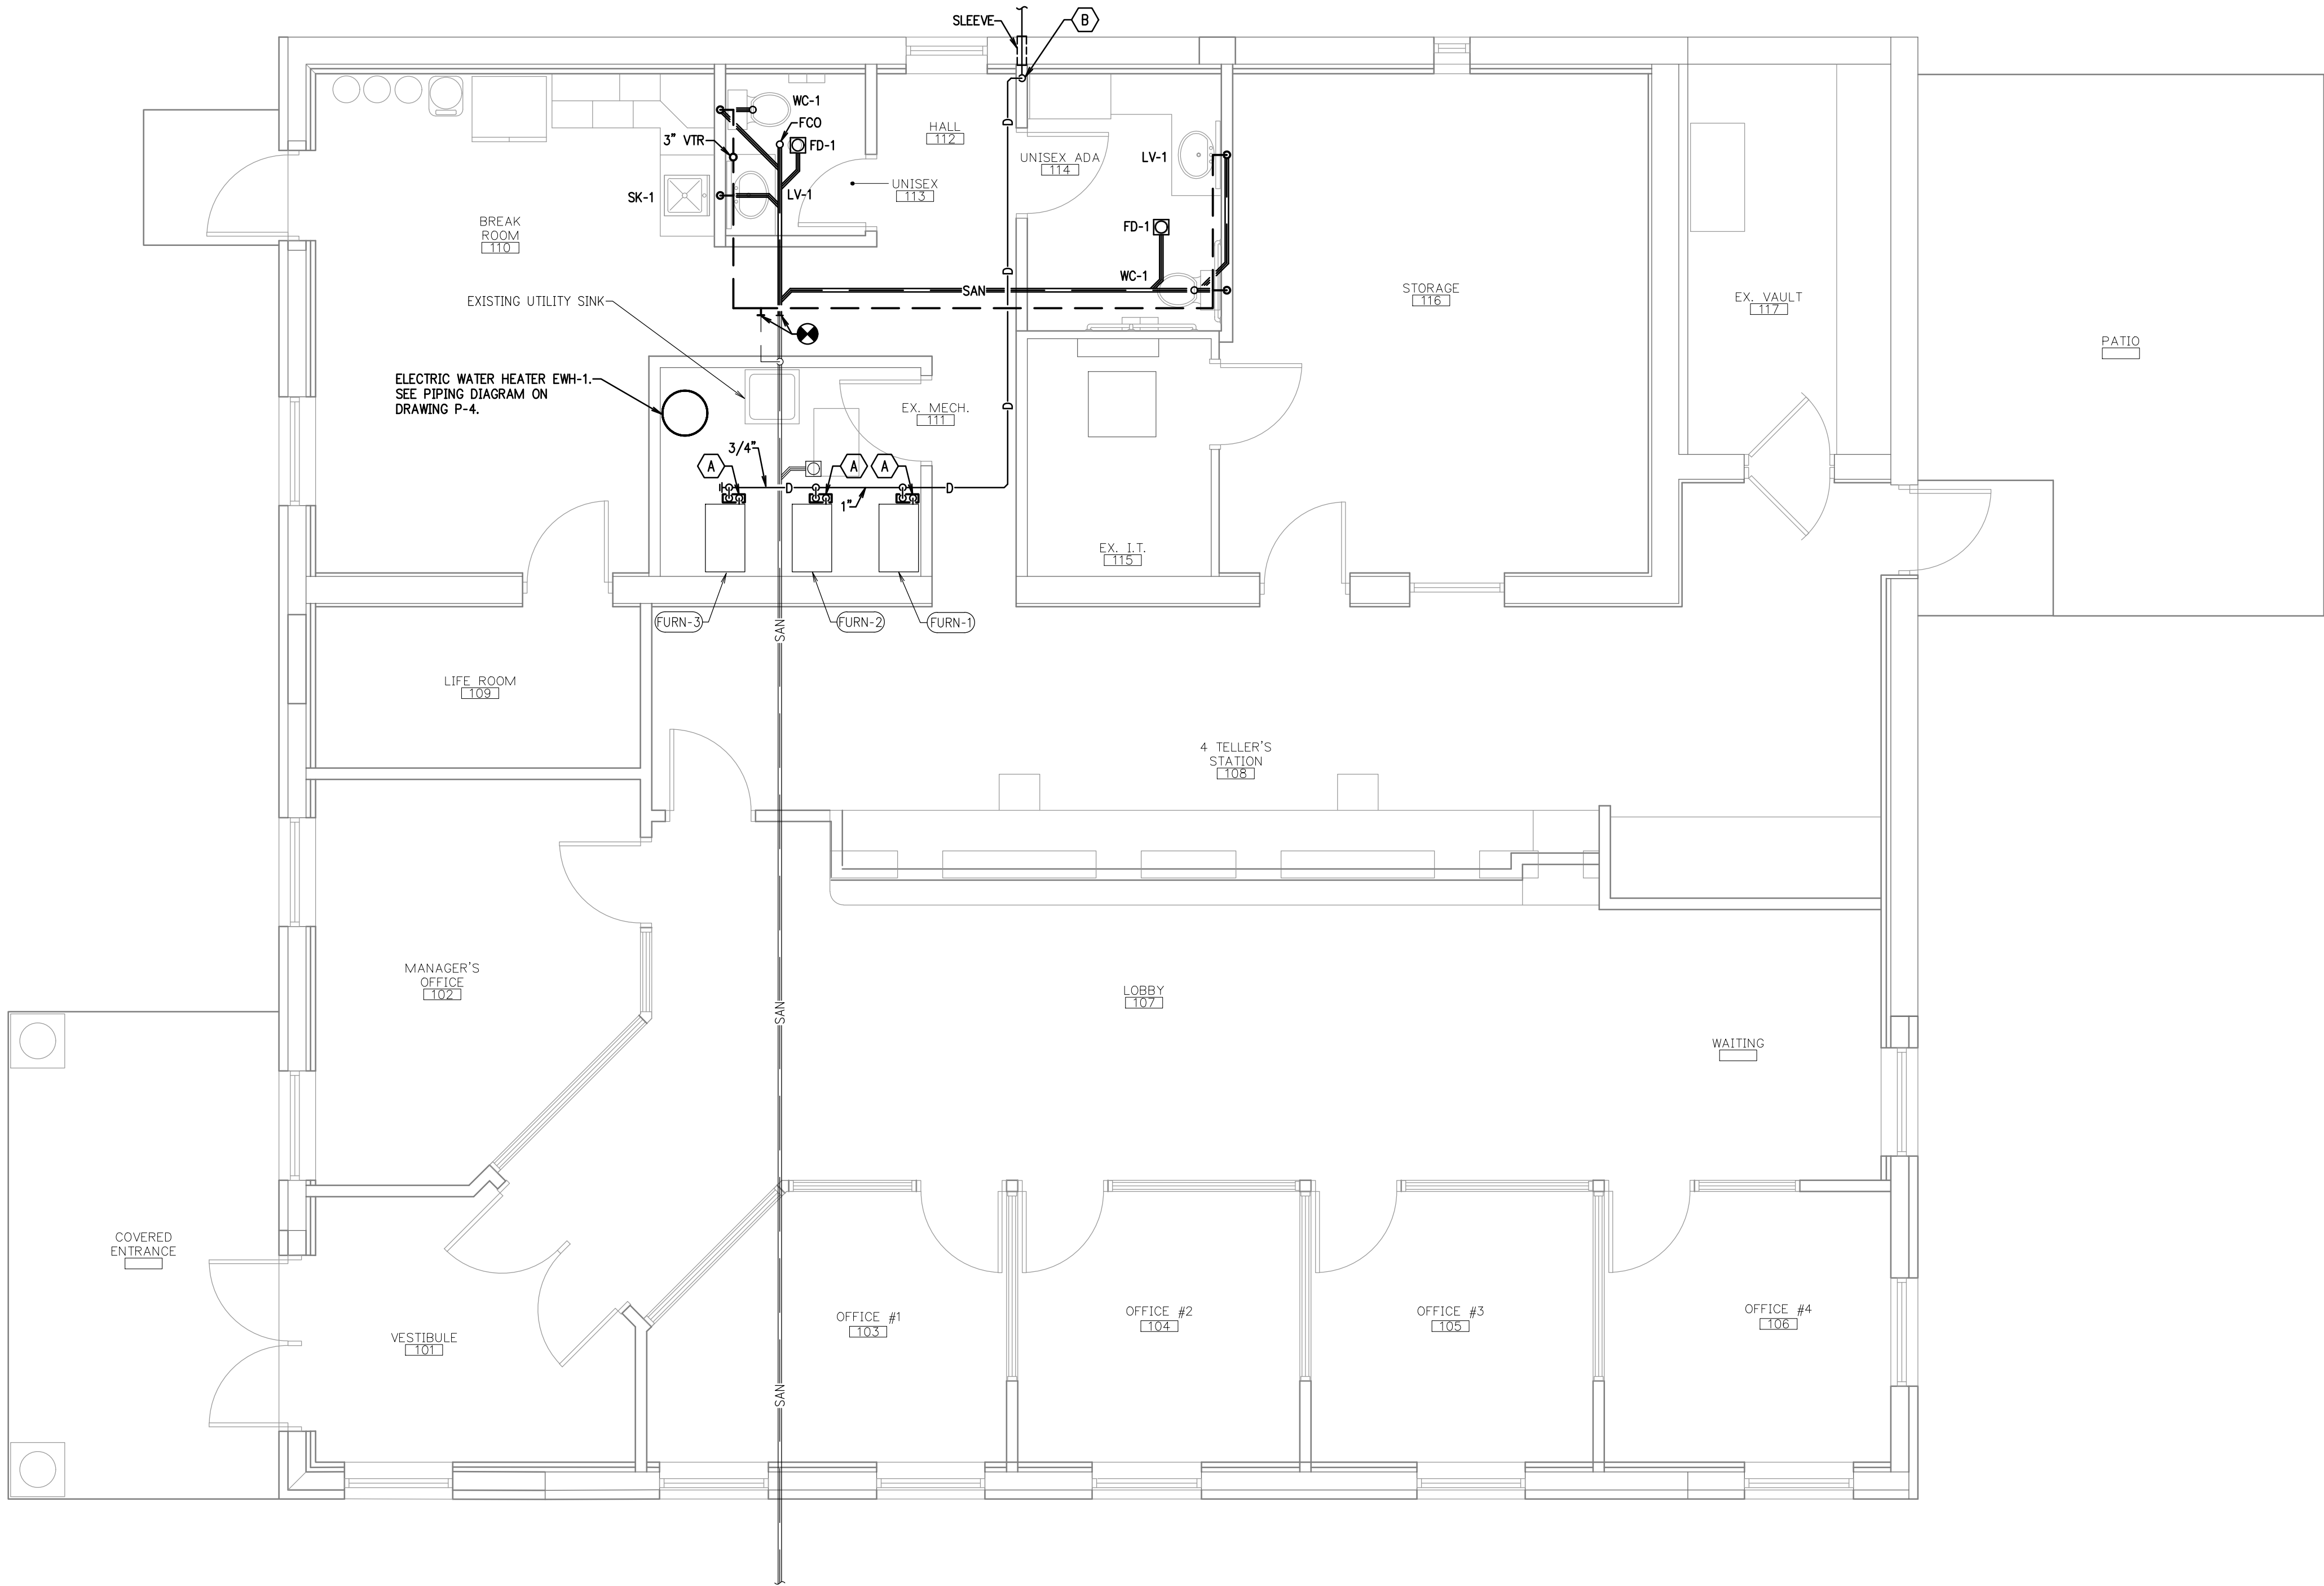 SLEEVE
B
WC-1
FCO
3" VTR
FD-1
HALL
112
UNISEX ADA
114
LV-1
SK-1
LV-1
UNISEX
113
BREAK
ROOM
110
FD-1
WC-1
SAN
STORAGE
116
EX. VAULT
117
EXISTING UTILITY SINK
PATIO
D
D
D
ELECTRIC WATER HEATER EWH-1.
SEE PIPING DIAGRAM ON
DRAWING P-4.
EX. MECH.
111
3/4"
A
A
A
D
D
1"
EX. I.T.
115
FURN-3
FURN-2
FURN-1
SAN
LIFE ROOM
109
4 TELLER'S
STATION
108
MANAGER'S
OFFICE
102
LOBBY
107
SAN
WAITING
COVERED
ENTRANCE
VESTIBULE
101
OFFICE #1
103
OFFICE #2
104
OFFICE #3
105
OFFICE #4
106
SAN